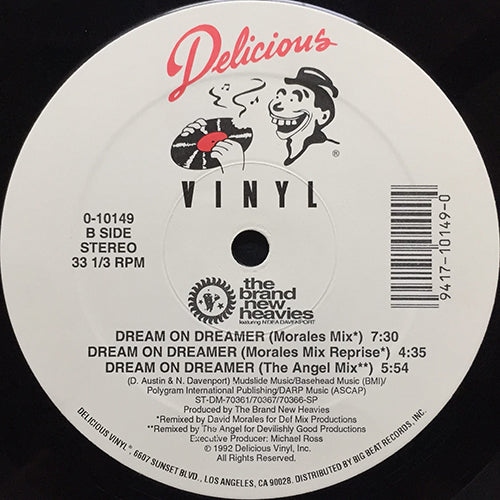 Delicious
®
VINYL
0-10149
B SIDE
STEREO
33 1/3 RPM
9417-10149-0
the
brand
new
heavies
featuring N'DEA DAVENPORT
DREAM ON DREAMER (Morales Mix*) 7:30
DREAM ON DREAMER (Morales Mix Reprise*) 4:35
DREAM ON DREAMER (The Angel Mix**) 5:54
(D. Austin & N. Davenport) Mudslide Music/Basehead Music (BMI)/
Polygram International Publishing/DARP Music (ASCAP)
ST-DM-70361/70367/70366-SP
Produced by The Brand New Heavies
*Remixed by David Morales for Def Mix Productions
**Remixed by The Angel for Devilishly Good Productions
Executive Producer: Michael Ross
© 1992 Delicious Vinyl, Inc.
All Rights Reserved.
DELICIOUS VINYL®, 6607 SUNSET BLVD., LOS ANGELES, CA 90028. DISTRIBUTED BY BIG BEAT RECORDS, INC.